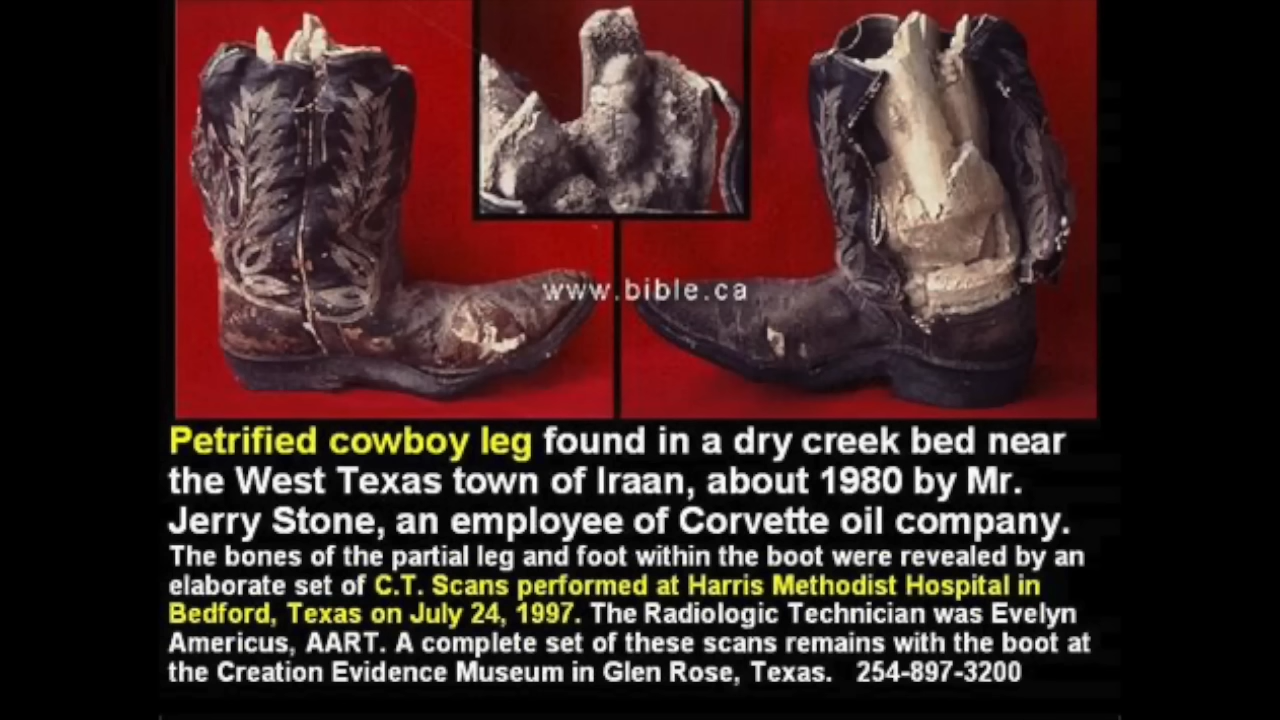 www.bible.ca
Petrified cowboy leg found in a dry creek bed near
the West Texas town of Iraan, about 1980 by Mr.
Jerry Stone, an employee of Corvette oil company.
The bones of the partial leg and foot within the boot were revealed by an
elaborate set of C.T. Scans performed at Harris Methodist Hospital in
Bedford, Texas on July 24, 1997. The Radiologic Technician was Evelyn
Americus, AART. A complete set of these scans remains with the boot at
the Creation Evidence Museum in Glen Rose, Texas. 254-897-3200